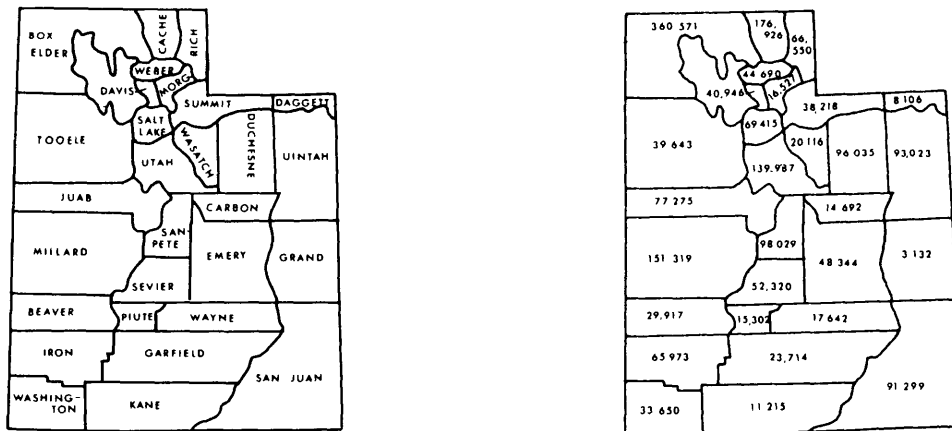 BOX
ELDER
CACHE
RICH
WEBER
DAVIS
MORG
SUMMIT
DAGGETT
TOOELE
SALT
LAKE
WASATCH
DUCHESNE
UINTAH
UTAH
JUAB
CARBON
SAN-
PETE
MILLARD
EMERY
GRAND
SEVIER
BEAVER
PIUTE
WAYNE
IRON
GARFIELD
SAN JUAN
WASHING-
TON
KANE
360 571
176,
926
66,
550
44 690
40,946
16,527
38,218
8 106
69 415
39 643
20 116
96 035
93,023
139,987
77 275
14 692
98 029
151 319
48 344
3 132
52,320
29,917
15,302
17 642
65 973
23,714
91 299
33 650
11 215